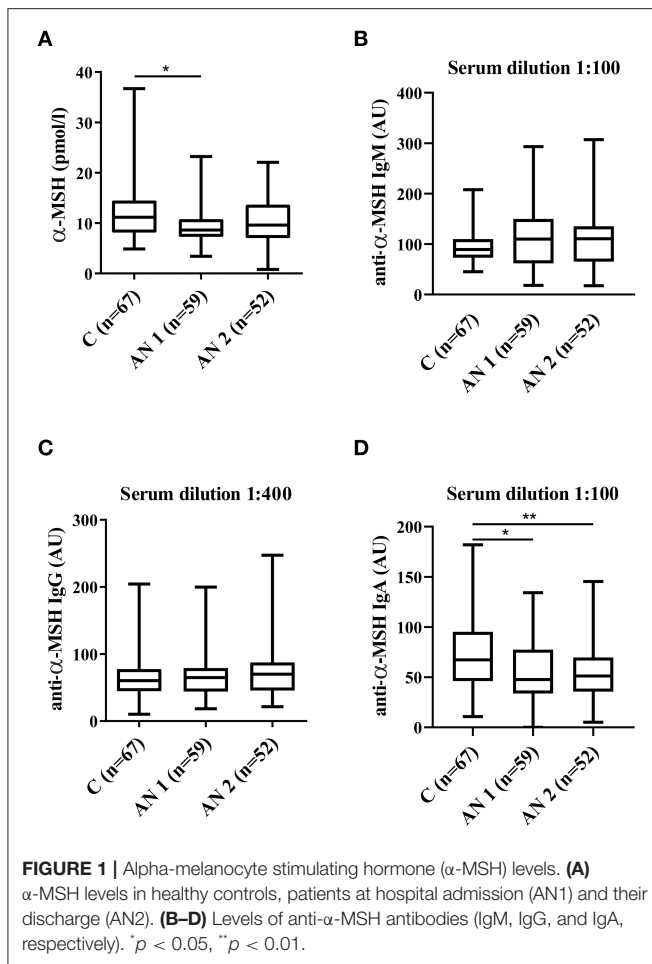 A
*
α-MSH (pmol/l)
40
30
20
10
0
C (n=67)
AN 1 (n=59)
AN 2 (n=52)
B
Serum dilution 1:100
anti-α-MSH IgM (AU)
400
300
200
100
0
C (n=67)
AN 1 (n=59)
AN 2 (n=52)
C
Serum dilution 1:400
anti-α-MSH IgG (AU)
300
200
100
0
C (n=67)
AN 1 (n=59)
AN 2 (n=52)
D
Serum dilution 1:100
**
*
anti-α-MSH IgA (AU)
200
150
100
50
0
C (n=67)
AN 1 (n=59)
AN 2 (n=52)
FIGURE 1 | Alpha-melanocyte stimulating hormone (α-MSH) levels. (A)
α-MSH levels in healthy controls, patients at hospital admission (AN1) and their
discharge (AN2). (B–D) Levels of anti-α-MSH antibodies (IgM, IgG, and IgA,
respectively). *p < 0.05, **p < 0.01.